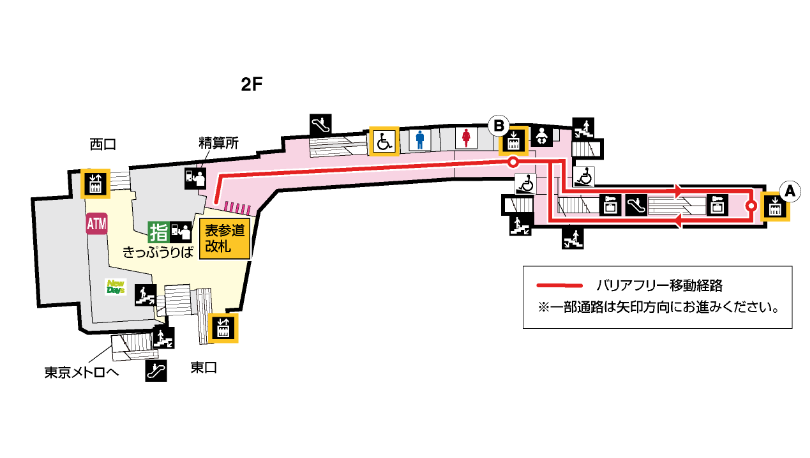 2F
西口
精算所
B
A
ATM
指
きっぷうりば
表参道
改札
New
Days
バリアフリー移動経路
※一部通路は矢印方向にお進みください。
東京メトロへ
東口